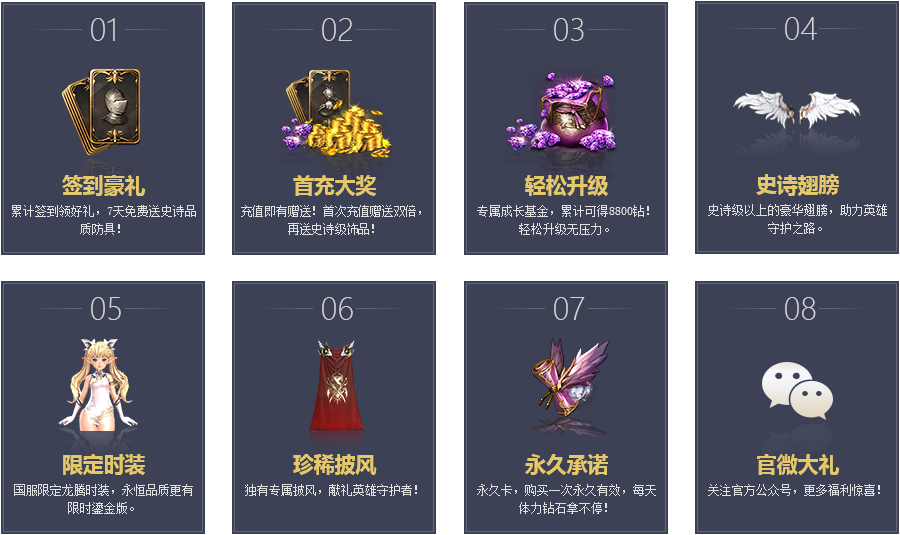 01
签到豪礼
累计签到领好礼，7天免费送史诗品
质防具！
02
首充大奖
充值即有赠送！首次充值赠送双倍，
再送史诗级饰品！
03
轻松升级
专属成长基金，累计可得8800钻！
轻松升级无压力。
04
史诗翅膀
史诗级以上的豪华翅膀，助力英雄
守护之路。
05
限定时装
国服限定龙腾时装，永恒品质更有
限时鎏金版。
06
珍稀披风
独有专属披风，献礼英雄守护者！
07
永久承诺
永久卡，购买一次永久有效，每天
体力钻石拿不停！
08
官微大礼
关注官方公众号，更多福利惊喜！